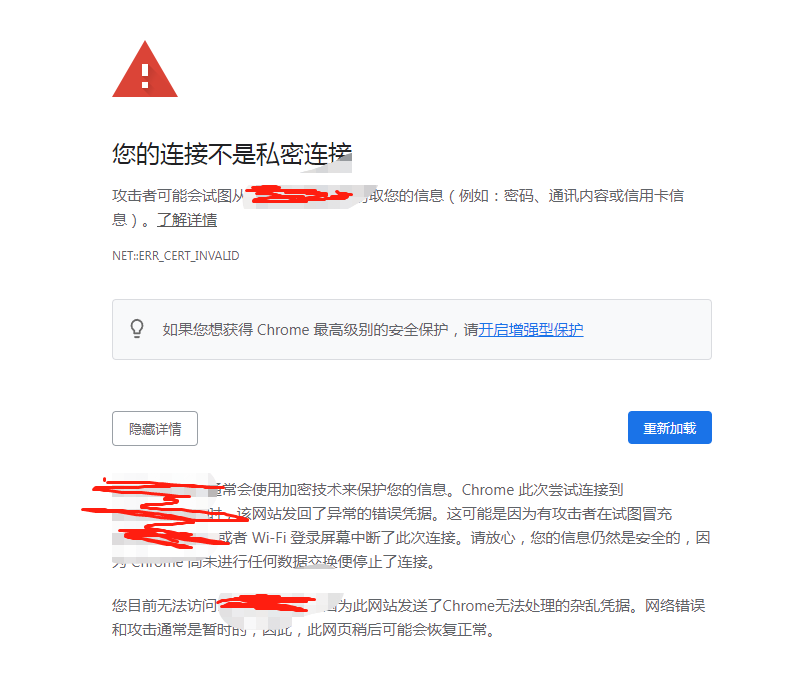 您的连接不是私密连接
攻击者可能会试图从 取您的信息（例如：密码、通讯内容或信用卡信
息）。了解详情
NET::ERR_CERT_INVALID
如果您想获得 Chrome 最高级别的安全保护，请开启增强型保护
隐藏详情
重新加载
通常会使用加密技术来保护您的信息。Chrome 此次尝试连接到
时，该网站发回了异常的错误凭据。这可能是因为有攻击者在试图冒充
或者 Wi-Fi 登录屏幕中断了此次连接。请放心，您的信息仍然是安全的，因
为 Chrome 尚未进行任何数据交换便停止了连接。
您目前无法访问 因为此网站发送了Chrome无法处理的杂乱凭据。网络错误
和攻击通常是暂时的，因此，此网页稍后可能会恢复正常。